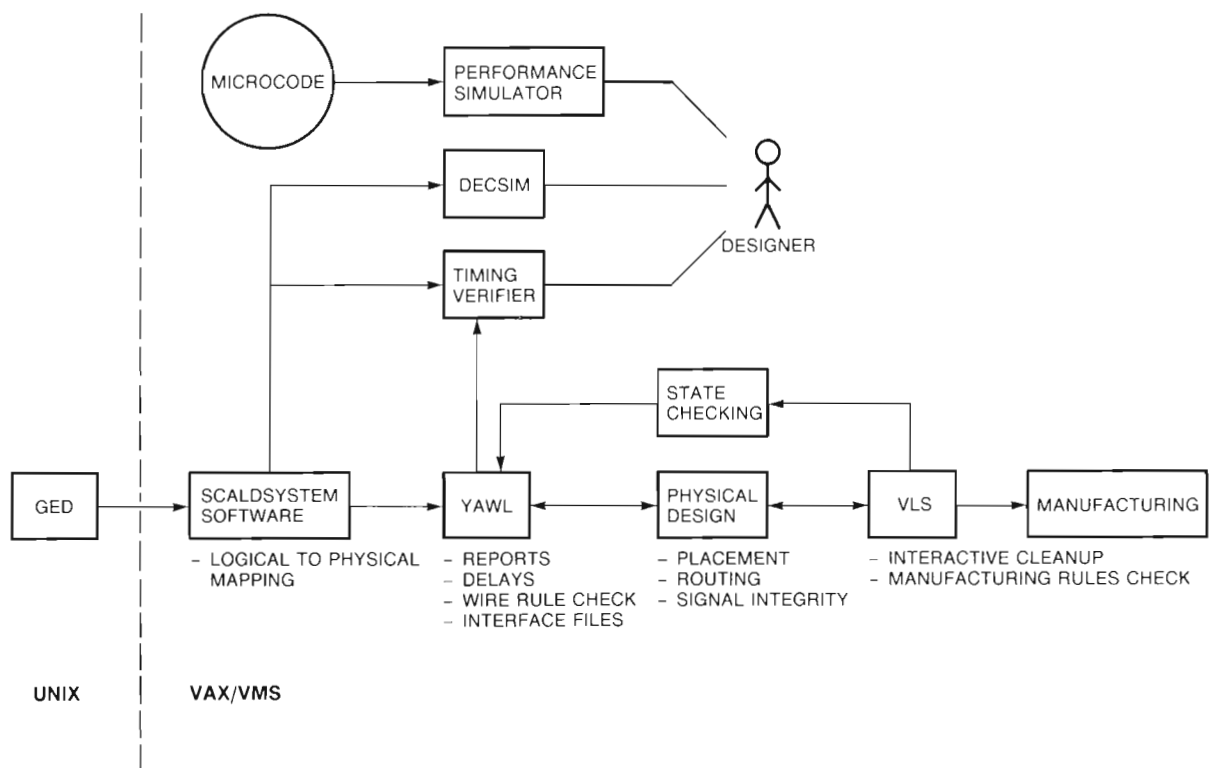 MICROCODE
PERFORMANCE
SIMULATOR
DECSIM
DESIGNER
TIMING
VERIFIER
STATE
CHECKING
GED
SCALDSYSTEM
SOFTWARE
YAWL
PHYSICAL
DESIGN
VLS
MANUFACTURING
– LOGICAL TO PHYSICAL
MAPPING
– REPORTS
– DELAYS
– WIRE RULE CHECK
– INTERFACE FILES
– PLACEMENT
– ROUTING
– SIGNAL INTEGRITY
– INTERACTIVE CLEANUP
– MANUFACTURING RULES CHECK
UNIX
VAX/VMS